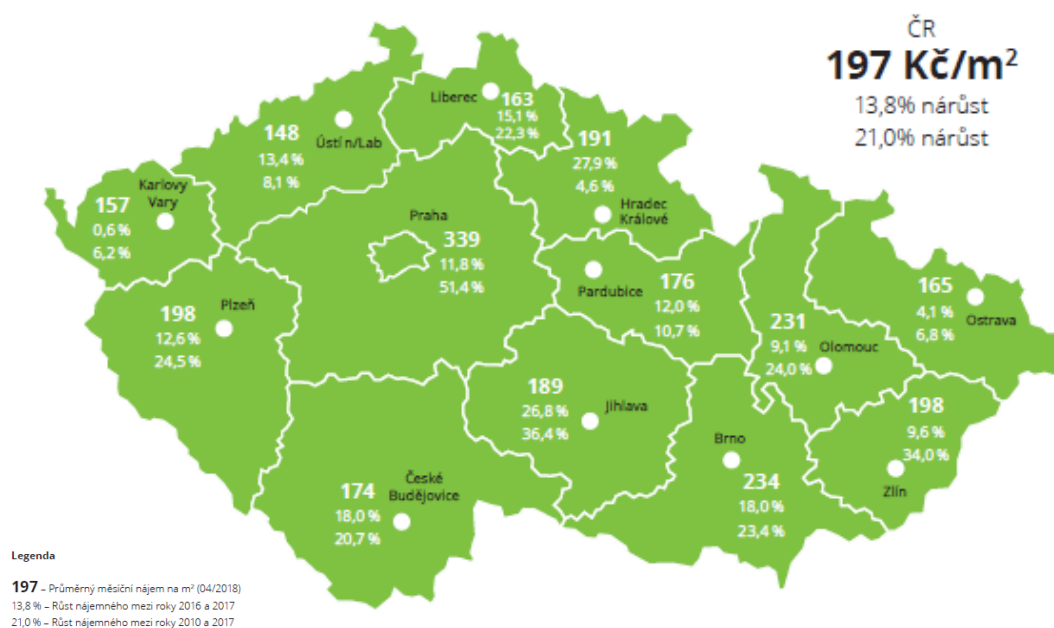 ČR
197 Kč/m²
13,8% nárůst
21,0% nárůst
Liberec
163
15,1 %
22,3 %
148
13,4 %
8,1 %
Ústí n/Lab
191
27,9 %
4,6 %
Hradec
Králové
Karlovy
Vary
157
0,6 %
6,2 %
Praha
339
11,8 %
51,4 %
Plzeň
198
12,6 %
24,5 %
Pardubice
176
12,0 %
10,7 %
231
9,1 %
24,0 %
Olomouc
165
4,1 %
6,8 %
Ostrava
189
26,8 %
36,4 %
Jihlava
198
9,6 %
34,0 %
Zlín
Brno
234
18,0 %
23,4 %
České
Budějovice
174
18,0 %
20,7 %
Legenda
197 – Průměrný měsíční nájem na m² (04/2018)
13,8 % – Růst nájemného mezi roky 2016 a 2017
21,0 % – Růst nájemného mezi roky 2010 a 2017